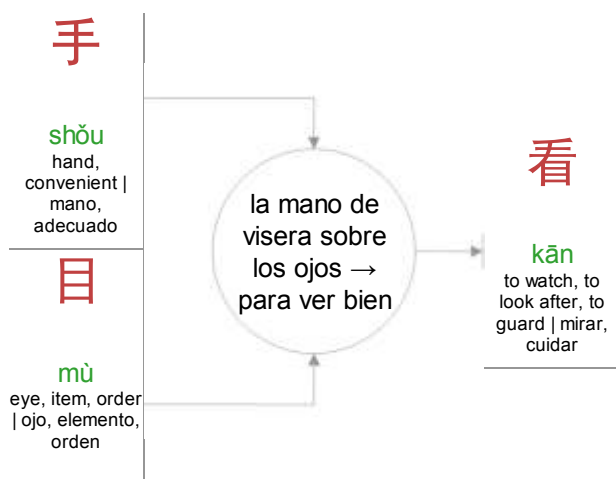 手
shǒu
hand,
convenient |
mano,
adecuado
目
mù
eye, item, order
| ojo, elemento,
orden
la mano de
visera sobre
los ojos →
para ver bien
看
kān
to watch, to
look after, to
guard | mirar,
cuidar